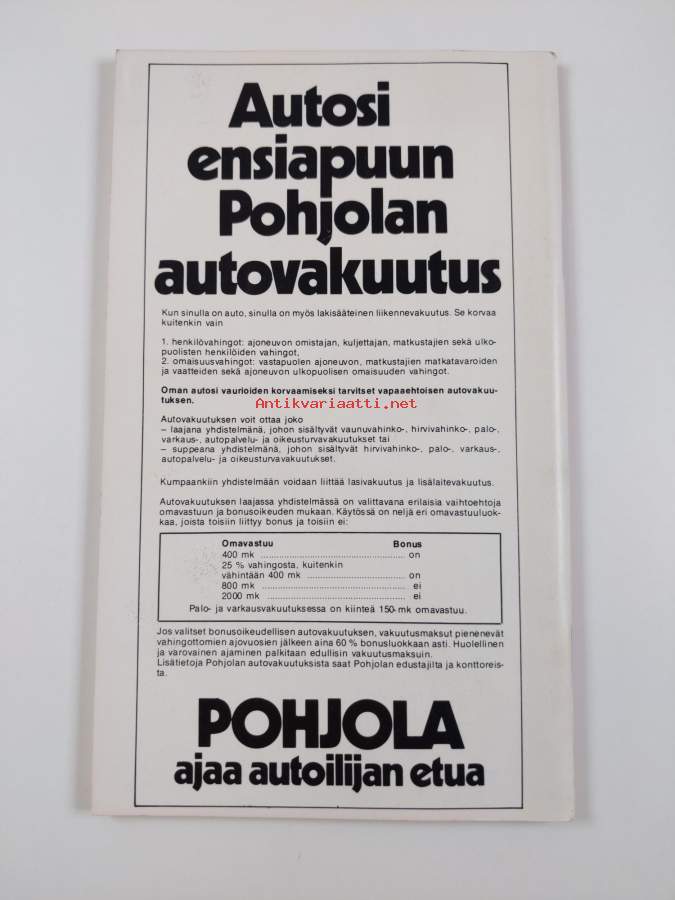 Autosi
ensiapuun
Pohjolan
autovakuutus
Kun sinulla on auto, sinulla on myös lakisääteinen liikennevakuutus. Se korvaa
kuitenkin vain
1. henkilövahingot: ajoneuvon omistajan, kuljettajan, matkustajien sekä ulko-
puolisten henkilöiden vahingot,
2. omaisuusvahingot: vastapuolen ajoneuvon, matkustajien matkatavaroiden
ja vaatteiden sekä ajoneuvon ulkopuolisen omaisuuden vahingot.
Oman autosi vaurioiden korvaamiseksi tarvitset vapaaehtoisen autovakuu-
tuksen.
Antikvariaatti.net
Autovakuutuksen voit ottaa joko
– laajana yhdistelmänä, johon sisältyvät vaunuvahinko-, hirvivahinko-, palo-,
varkaus-, autopalvelu- ja oikeusturvavakuutukset tai
– suppeana yhdistelmänä, johon sisältyvät hirvivahinko-, palo-, varkaus-,
autopalvelu- ja oikeusturvavakuutukset.
Kumpaankiin yhdistelmään voidaan liittää lasivakuutus ja lisälaitevakuutus.
Autovakuutuksen laajassa yhdistelmässä on valittavana erilaisia vaihtoehtoja
omavastuun ja bonusoikeuden mukaan. Käytössä on neljä eri omavastuuluok-
kaa, joista toisiin liittyy bonus ja toisiin ei:
Omavastuu Bonus
400 mk ........ on
25 % vahingosta, kuitenkin
vähintään 400 mk ........ on
800 mk ........ ei
2000 mk ........ ei
Palo- ja varkausvakuutuksessa on kiinteä 150-mk omavastuu.
Jos valitset bonusoikeudellisen autovakuutuksen, vakuutusmaksut pienenevät
vahingottomien ajovuosien jälkeen aina 60 % bonusluokkaan asti. Huolellinen
ja varovainen ajaminen palkitaan edullisin vakuutusmaksuin.
Lisätietoja Pohjolan autovakuutuksista saat Pohjolan edustajilta ja konttoreis-
ta.
POHJOLA
ajaa autoilijan etua